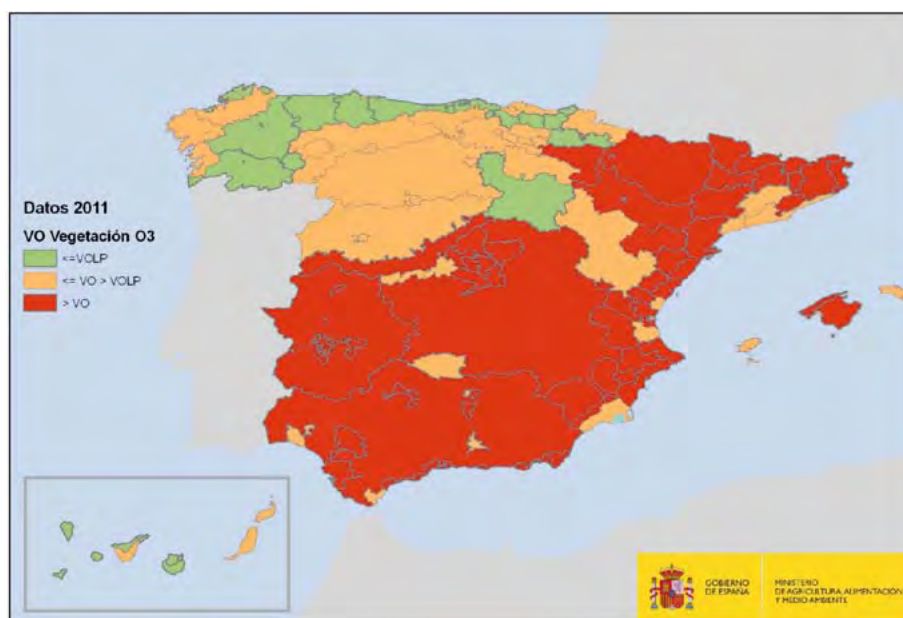 Datos 2011
VO Vegetación O3
<=VOLP
<= VO > VOLP
> VO
GOBIERNO
DE ESPAÑA
MINISTERIO
DE AGRICULTURA, ALIMENTACIÓN
Y MEDIO AMBIENTE